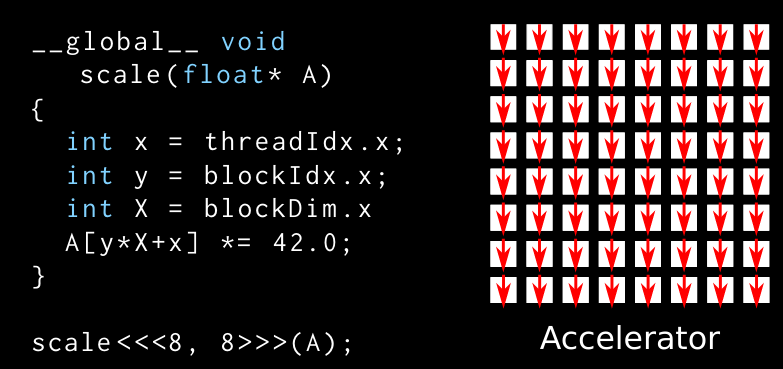 __global__ void
scale(float* A)
{
int x = threadIdx.x;
int y = blockIdx.x;
int X = blockDim.x
A[y*X+x] *= 42.0;
}
scale<<<8, 8>>>(A);
Accelerator